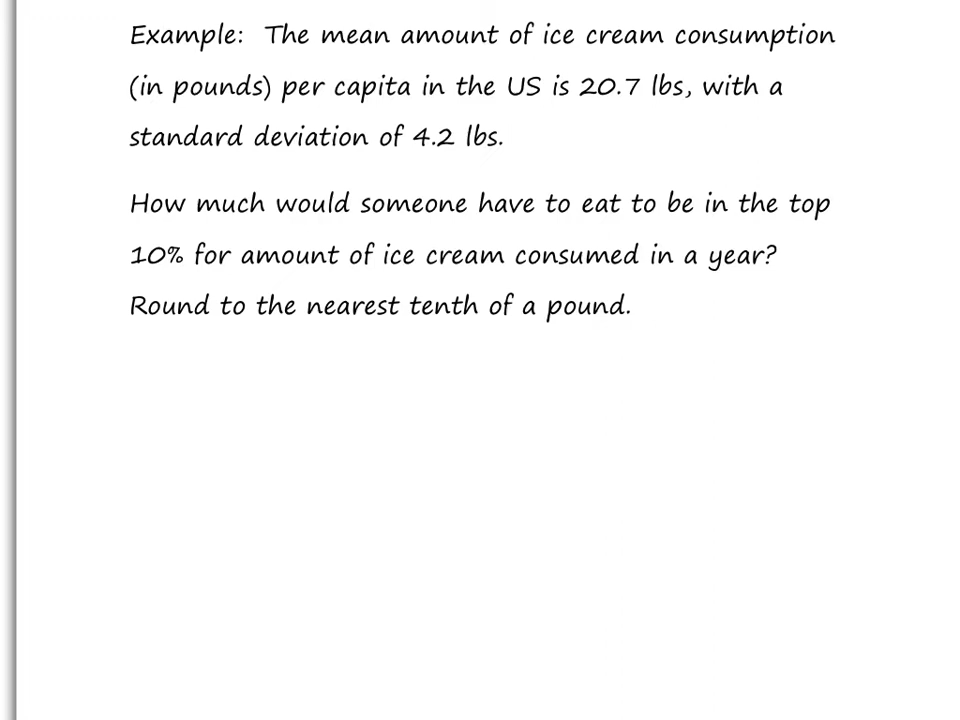 Example: The mean amount of ice cream consumption
(in pounds) per capita in the US is 20.7 lbs, with a
standard deviation of 4.2 lbs.
How much would someone have to eat to be in the top
10% for amount of ice cream consumed in a year?
Round to the nearest tenth of a pound.